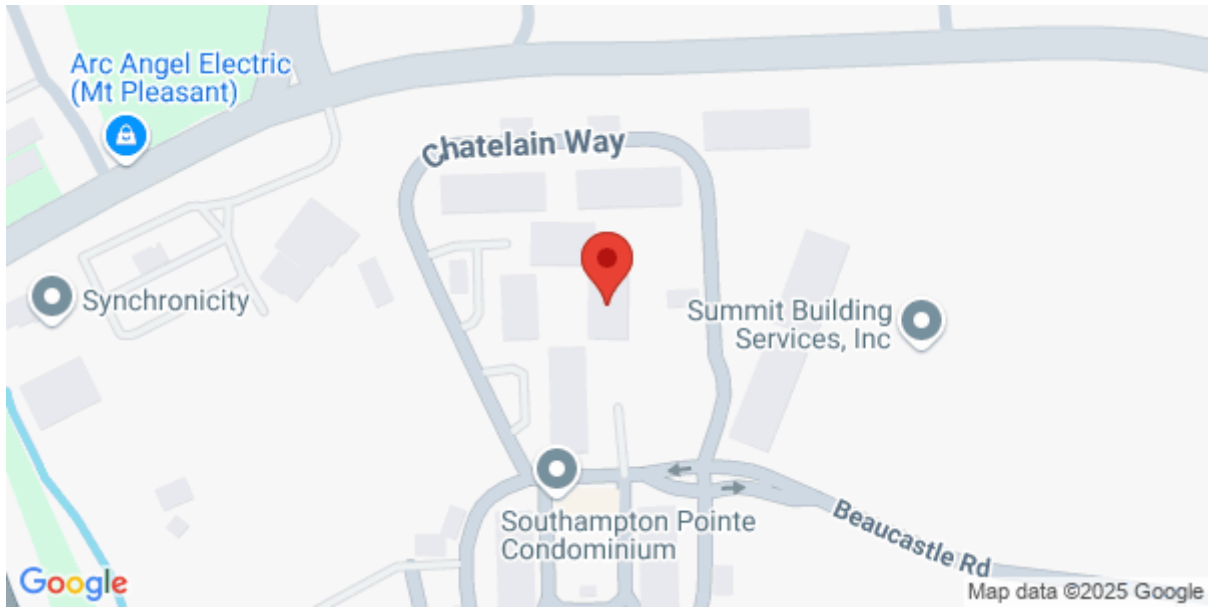 Arc Angel Electric
(Mt Pleasant)
Chatelain Way
Synchronicity
Summit Building
Services, Inc
Southampton Pointe
Condominium
Beaucastle Rd
Google
Map data ©2025 Google